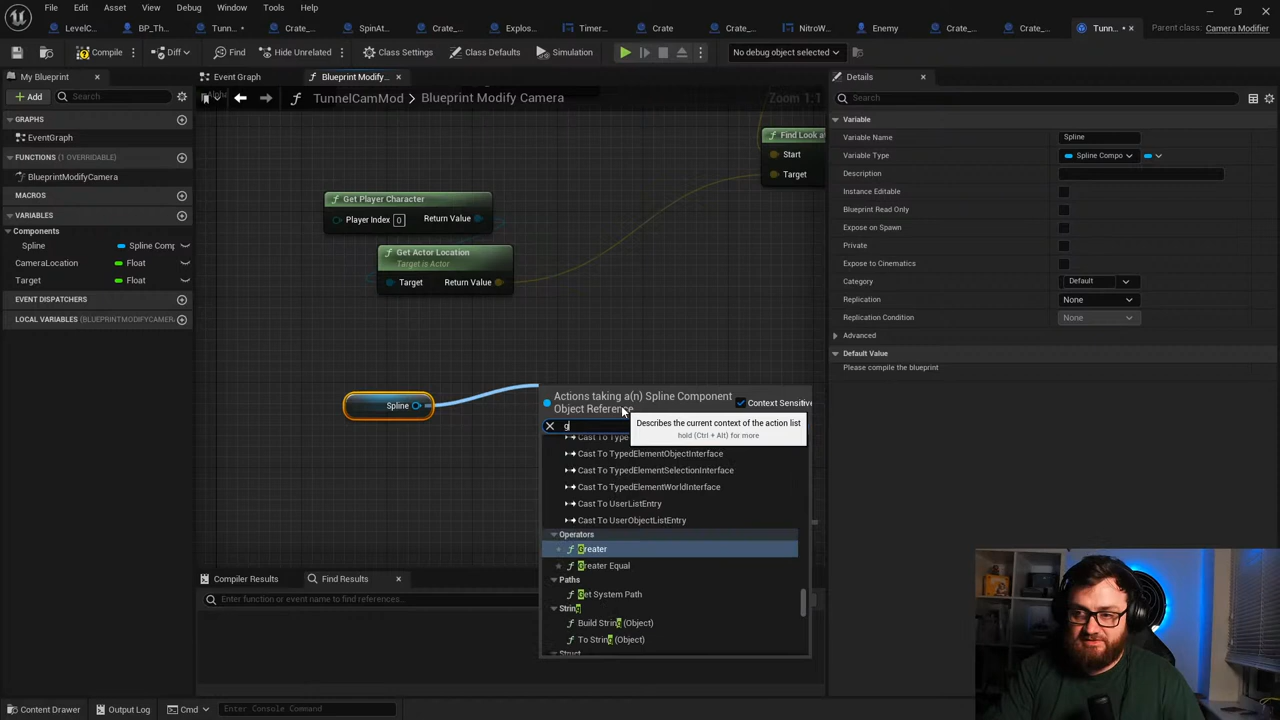 File Edit Asset View Debug Window Tools Help
LevelC... BP_Th... Tunn...• Crate_... SpinAt... Crate_... Explos... Timer... Crate Crate_... NitroW... Enemy Crate_... Crate_... Tunn...• Parent class: Camera Modifier
Compile Diff Find Hide Unrelated Class Settings Class Defaults Simulation No debug object selected
My Blueprint Event Graph Blueprint Modify... Details
Add Search TunnelCamMod > Blueprint Modify Camera Zoom 1:1 Search
GRAPHS
EventGraph
FUNCTIONS (1 OVERRIDABLE)
BlueprintModifyCamera
MACROS
VARIABLES
Components
Spline Spline Comp
CameraLocation Float
Target Float
EVENT DISPATCHERS
LOCAL VARIABLES (BLUEPRINTMODIFYCAMER
Get Player Character
Player Index 0 Return Value
Get Actor Location
Target is Actor
Target Return Value
Find Look a
Start
Target
Spline
Actions taking a(n) Spline Component
Object Reference
Context Sensitive
Describes the current context of the action list
hold (Ctrl + Alt) for more
g
Cast To TypedElementObjectInterface
Cast To TypedElementSelectionInterface
Cast To TypedElementWorldInterface
Cast To UserListEntry
Cast To UserObjectListEntry
Operators
Greater
Greater Equal
Paths
Get System Path
String
Build String (Object)
To String (Object)
Struct
Variable
Variable Name Spline
Variable Type Spline Compo
Description
Instance Editable
Blueprint Read Only
Expose on Spawn
Private
Expose to Cinematics
Category Default
Replication None
Replication Condition None
Advanced
Default Value
Please compile the blueprint
Compiler Results Find Results
Enter function or event name to find references...
Content Drawer Output Log Cmd Enter Console Command